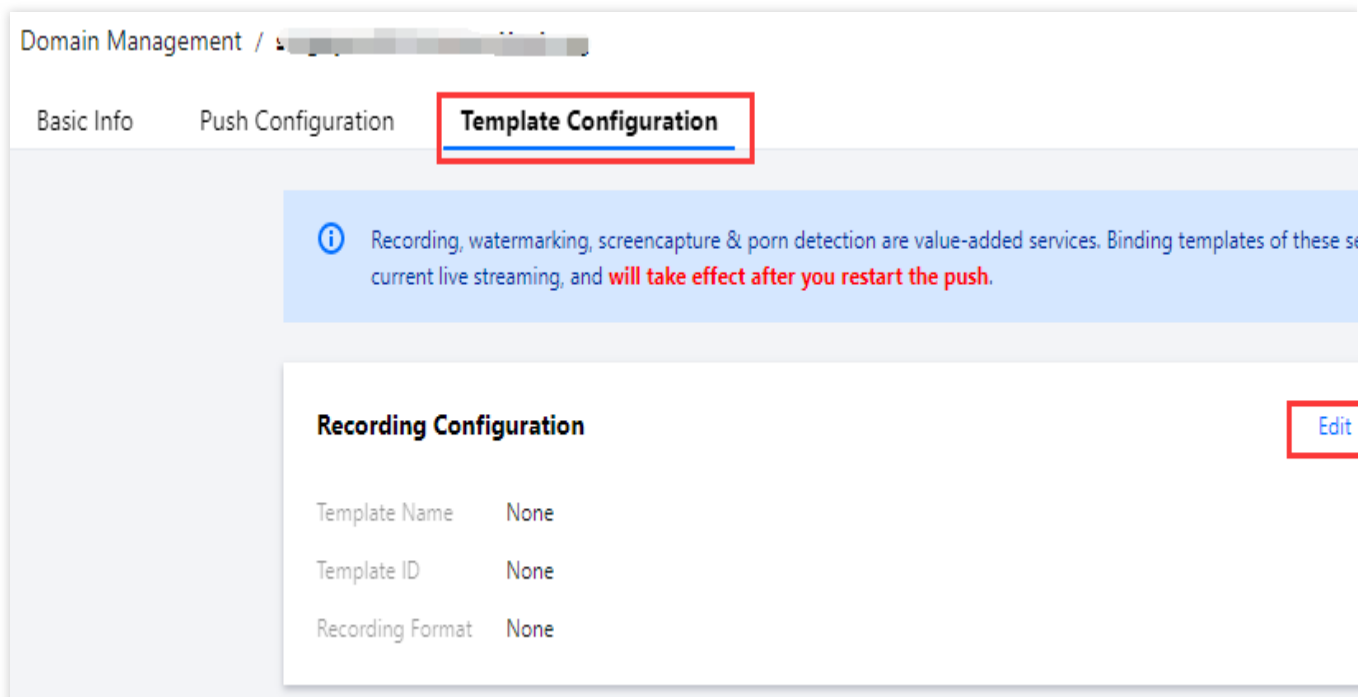 Domain Management /
Basic Info Push Configuration Template Configuration
Recording, watermarking, screencapture & porn detection are value-added services. Binding templates of these
current live streaming, and will take effect after you restart the push.
Recording Configuration Edit
Template Name None
Template ID None
Recording Format None